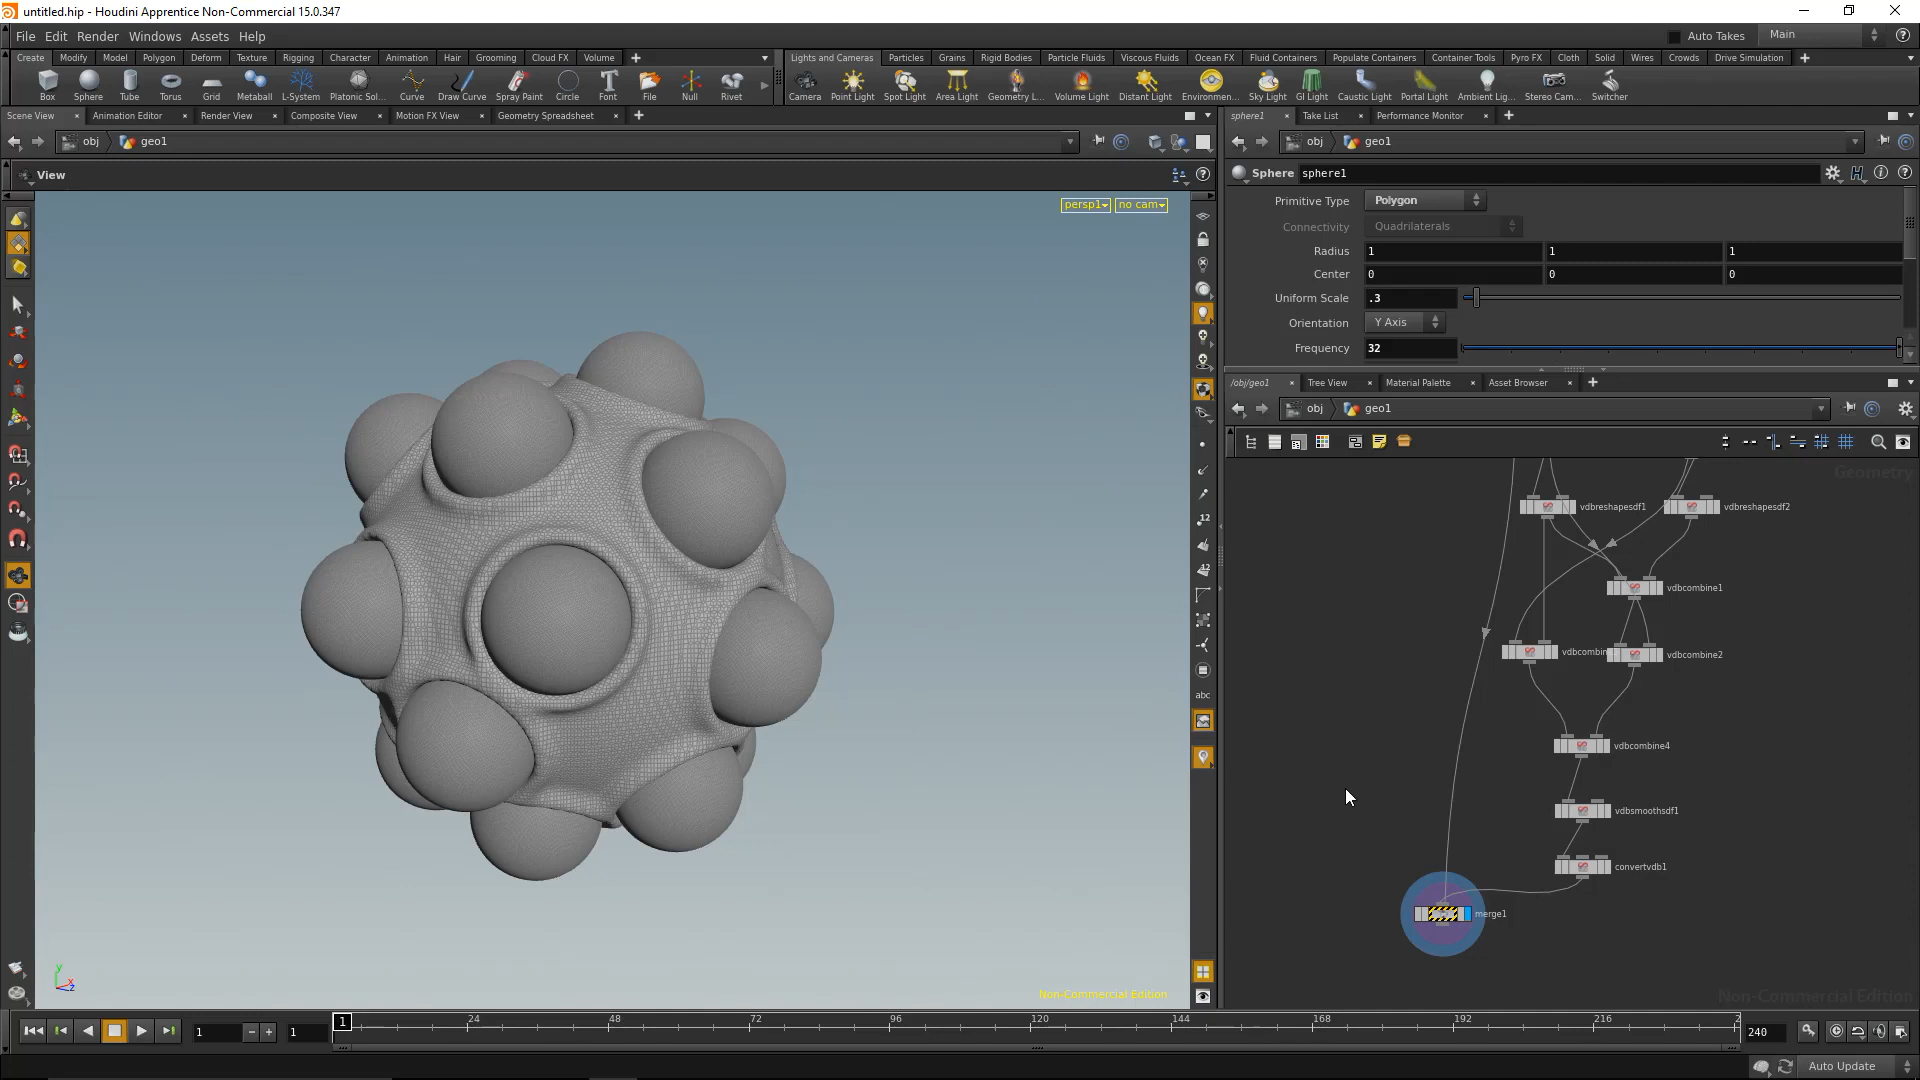 untitled.hip - Houdini Apprentice Non-Commercial 15.0.347
File Edit Render Windows Assets Help
Auto Takes Main
Create Modify Model Polygon Deform Texture Rigging Character Animation Hair Grooming Cloud FX Volume
Lights and Cameras Particles Grains Rigid Bodies Particle Fluids Viscous Fluids Ocean FX Fluid Containers Populate Containers Container Tools Pyro FX Cloth Solid Wires Crowds Drive Simulation
Box Sphere Tube Torus Grid Metaball L-System Platonic Sol... Curve Draw Curve Spray Paint Circle Font File Null Rivet
Camera Point Light Spot Light Area Light Geometry L... Volume Light Distant Light Environmen... Sky Light GI Light Caustic Light Portal Light Ambient Lig... Stereo Cam... Switcher
Scene View Animation Editor Render View Composite View Motion FX View Geometry Spreadsheet
sphere1 Take List Performance Monitor
obj geo1
obj geo1
View
Sphere sphere1
persp1 no cam
Primitive Type Polygon
Connectivity Quadrilaterals
Radius 1 1 1
Center 0 0 0
Uniform Scale .3
Orientation Y Axis
Frequency 32
/obj/geo1 Tree View Material Palette Asset Browser
obj geo1
Geometry
vdbreshapesdf1
vdbreshapesdf2
vdbcombine1
vdbcombin
vdbcombine2
vdbcombine4
vdbsmoothsdf1
convertvdb1
merge1
12
12
abc
y
x
z
Non-Commercial Edition
Non-Commercial Edition
1 1 1 24 48 72 96 120 144 168 192 216 2 240
Auto Update